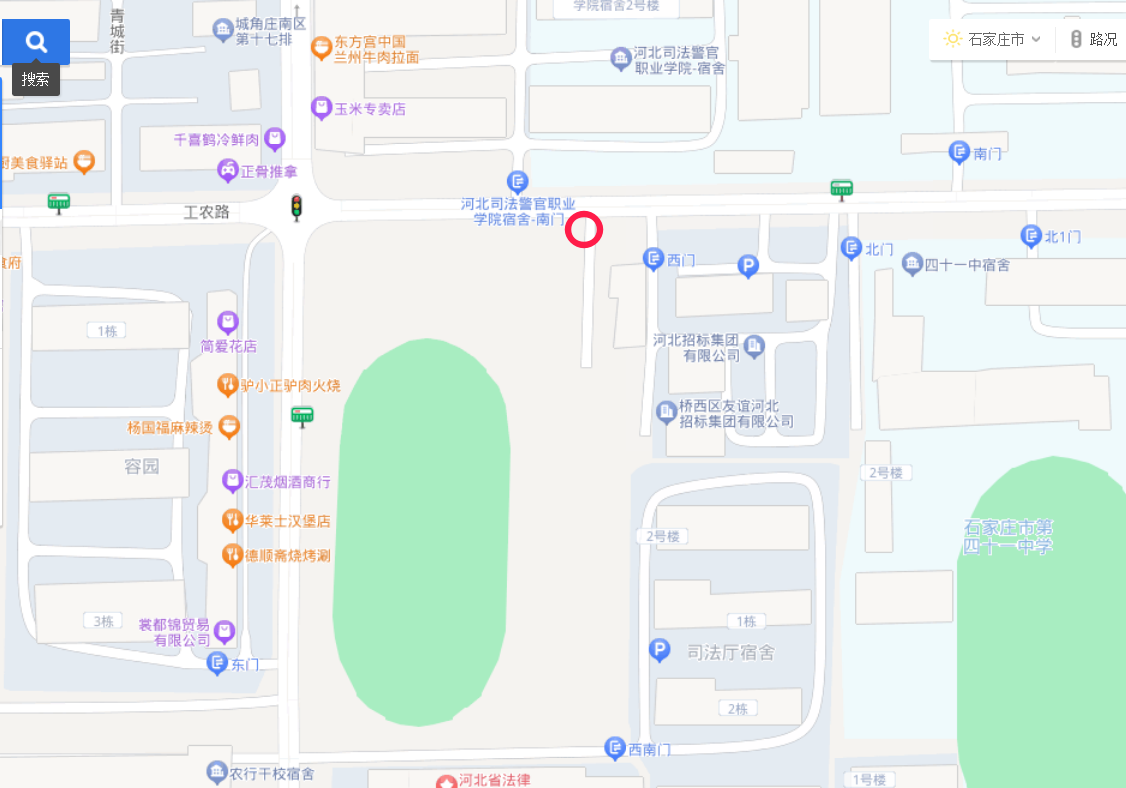 青
城
街
城角庄南区
第十七排
东方宫中国
兰州牛肉拉面
学院宿舍2号楼
河北司法警官
职业学院-宿舍
石家庄市
路况
搜索
玉米专卖店
千喜鹤冷鲜肉
正骨推拿
厨美食驿站
南门
工农路
河北司法警官职业
学院宿舍-南门
西门
P
北门
北1门
四十一中宿舍
食府
1栋
简爱花店
河北招标集团
有限公司
驴小正驴肉火烧
杨国福麻辣烫
桥西区友谊河北
招标集团有限公司
容园
汇茂烟酒商行
2号楼
华莱士汉堡店
石家庄市第
四十一中学
2号楼
德顺斋烧烤涮
3栋
裳都锦贸易
有限公司
1栋
P
司法厅宿舍
东门
2栋
西南门
农行干校宿舍
河北省法律
1号楼